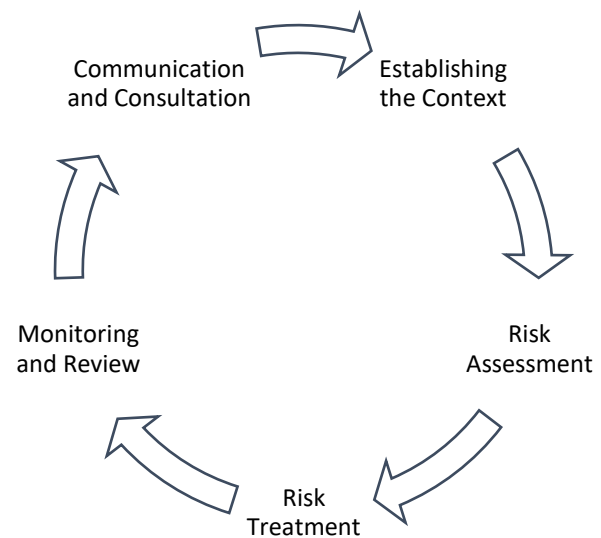 Communication
and Consultation
Establishing
the Context
Risk
Assessment
Risk
Treatment
Monitoring
and Review